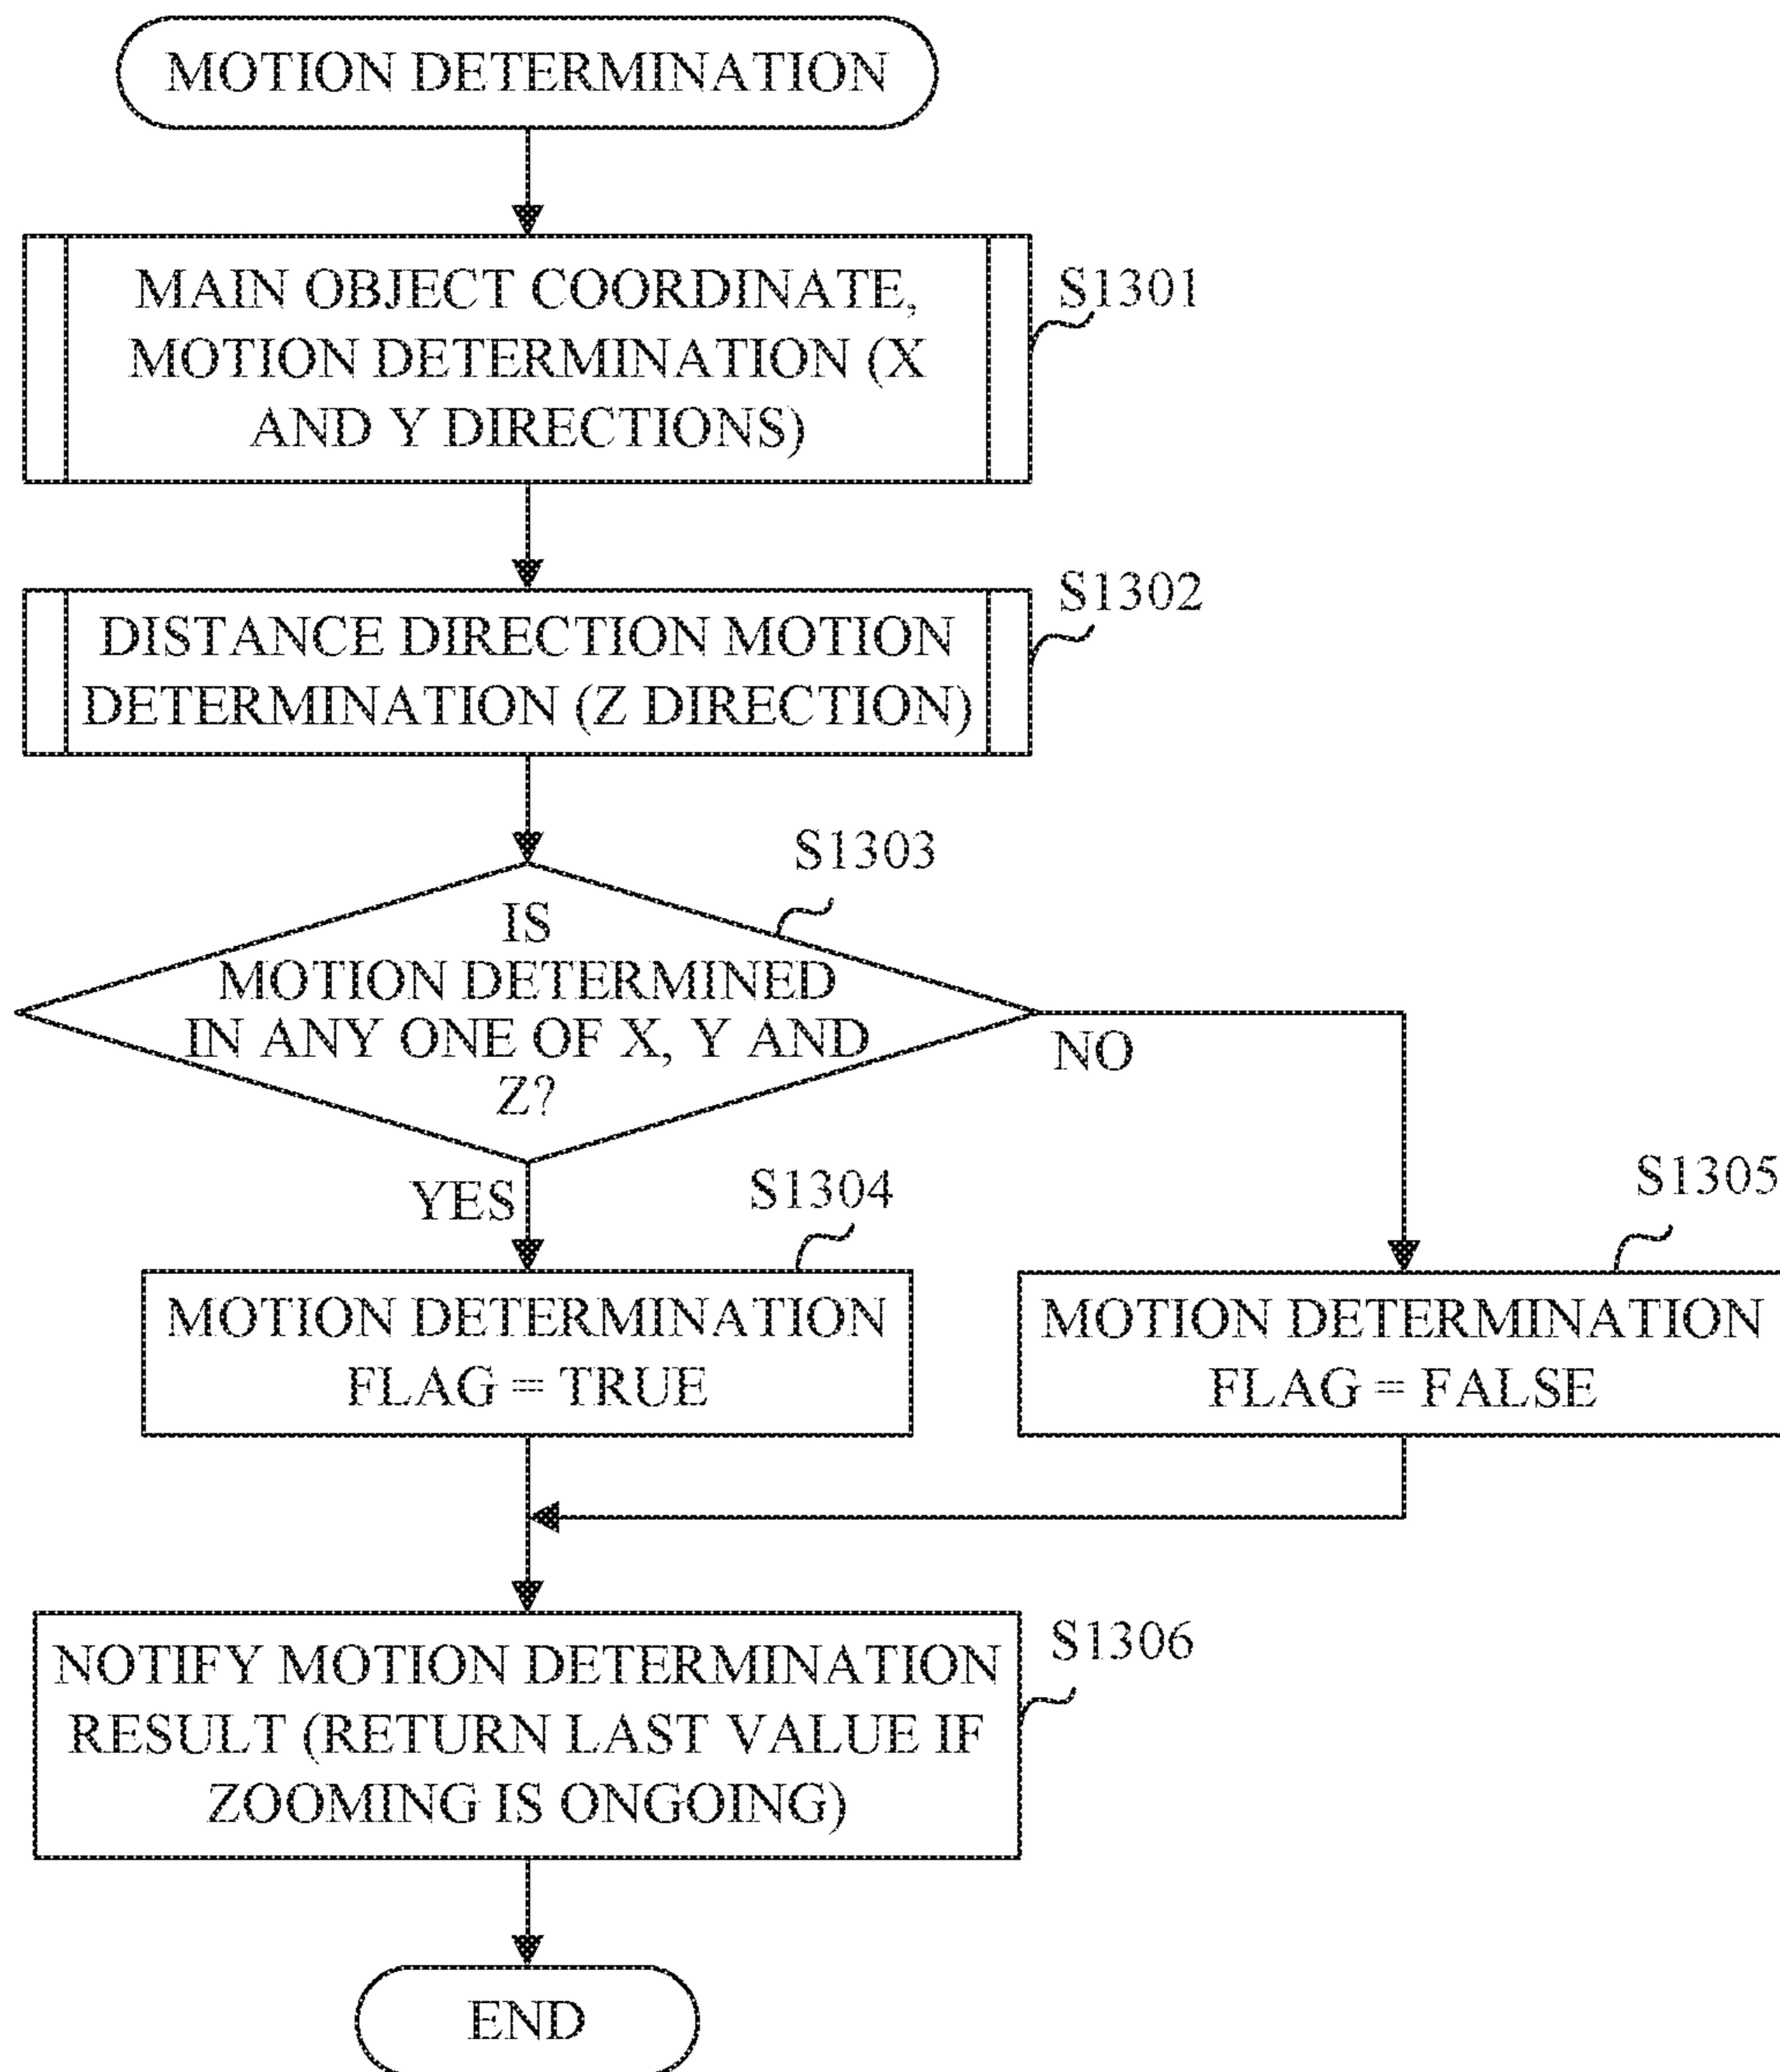 MOTION DETERMINATION
MAIN OBJECT COORDINATE,
MOTION DETERMINATION (X
AND Y DIRECTIONS)
S1301
DISTANCE DIRECTION MOTION
DETERMINATION (Z DIRECTION)
S1302
S1303
IS
MOTION DETERMINED
IN ANY ONE OF X, Y AND
Z?
NO
YES
S1304
MOTION DETERMINATION
FLAG = TRUE
S1305
MOTION DETERMINATION
FLAG = FALSE
NOTIFY MOTION DETERMINATION
RESULT (RETURN LAST VALUE IF
ZOOMING IS ONGOING)
S1306
END